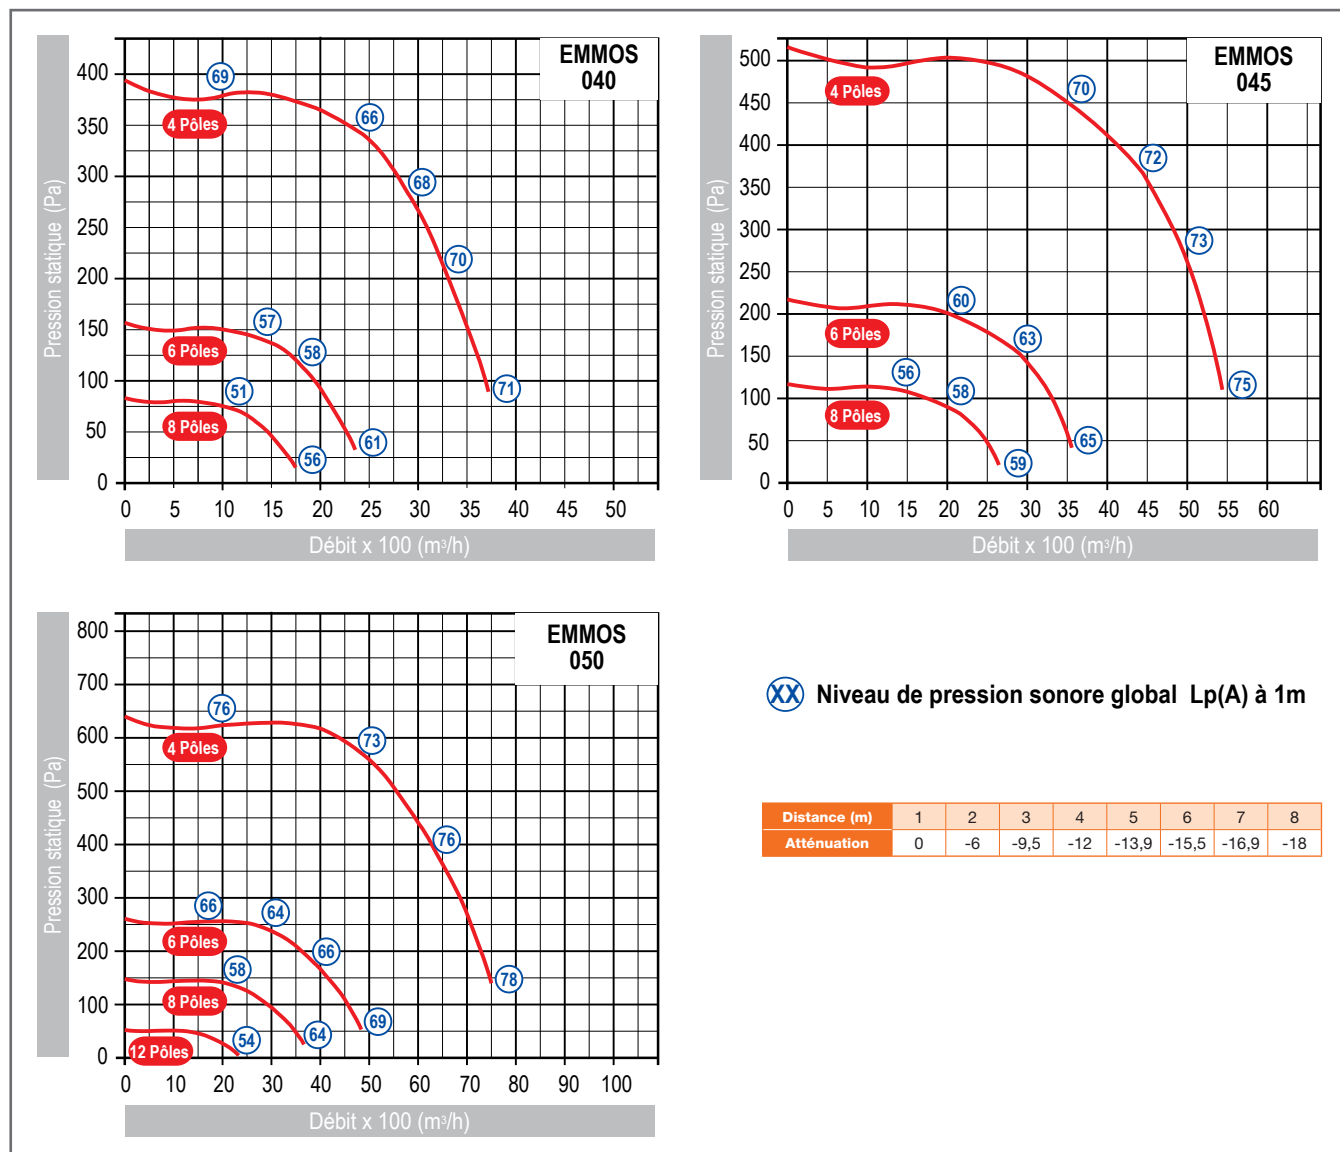 EMMOS
040
Pression statique (Pa)
400
350
300
250
200
150
100
50
0
69
66
68
70
71
4 Pôles
57
58
61
6 Pôles
51
56
8 Pôles
0 5 10 15 20 25 30 35 40 45 50
Débit x 100 (m³/h)
EMMOS
045
Pression statique (Pa)
500
450
400
350
300
250
200
150
100
50
0
70
72
73
75
4 Pôles
60
63
65
6 Pôles
56
58
59
8 Pôles
0 5 10 15 20 25 30 35 40 45 50 60
Débit x 100 (m³/h)
EMMOS
050
Pression statique (Pa)
800
700
600
500
400
300
200
100
0
76
73
76
78
4 Pôles
66
64
66
69
6 Pôles
58
64
8 Pôles
54
12 Pôles
0 10 20 30 40 50 60 70 80 90 100
Débit x 100 (m³/h)
XX Niveau de pression sonore global Lp(A) à 1m
Distance (m) 1 2 3 4 5 6 7 8
Atténuation 0 -6 -9,5 -12 -13,9 -15,5 -16,9 -18